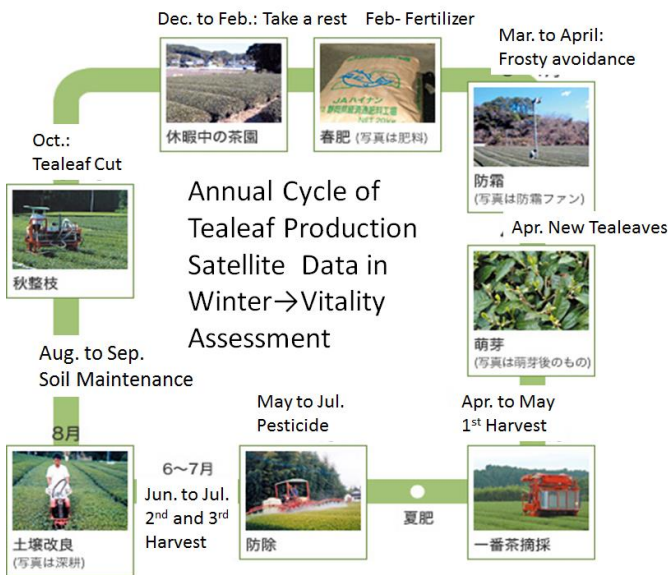 Dec. to Feb.: Take a rest
Feb- Fertilizer
Mar. to April:
Frosty avoidance
休暇中の茶園
JAハイナン
NET 20kg
春肥 (写真は肥料)
防霜
(写真は防霜ファン)
Oct.:
Tealeaf Cut
秋整枝
Annual Cycle of
Tealeaf Production
Satellite Data in
Winter→Vitality
Assessment
Apr. New Tealeaves
萌芽
(写真は萌芽後のもの)
Aug. to Sep.
Soil Maintenance
8月
土壌改良
(写真は深耕)
6〜7月
Jun. to Jul.
2nd and 3rd
Harvest
May to Jul.
Pesticide
防除
夏肥
Apr. to May
1st Harvest
一番茶摘採